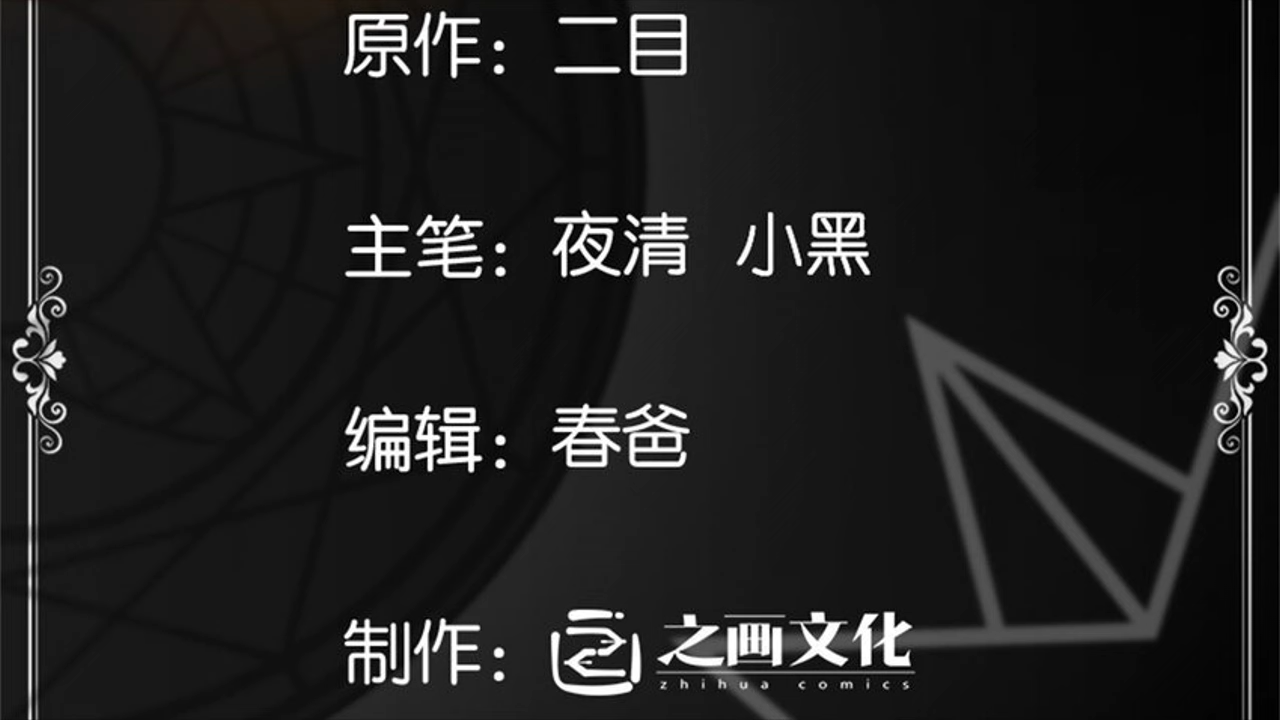 原作：二目
主笔：夜清 小黑
编辑：春爸
制作：之画文化
zhihua comics